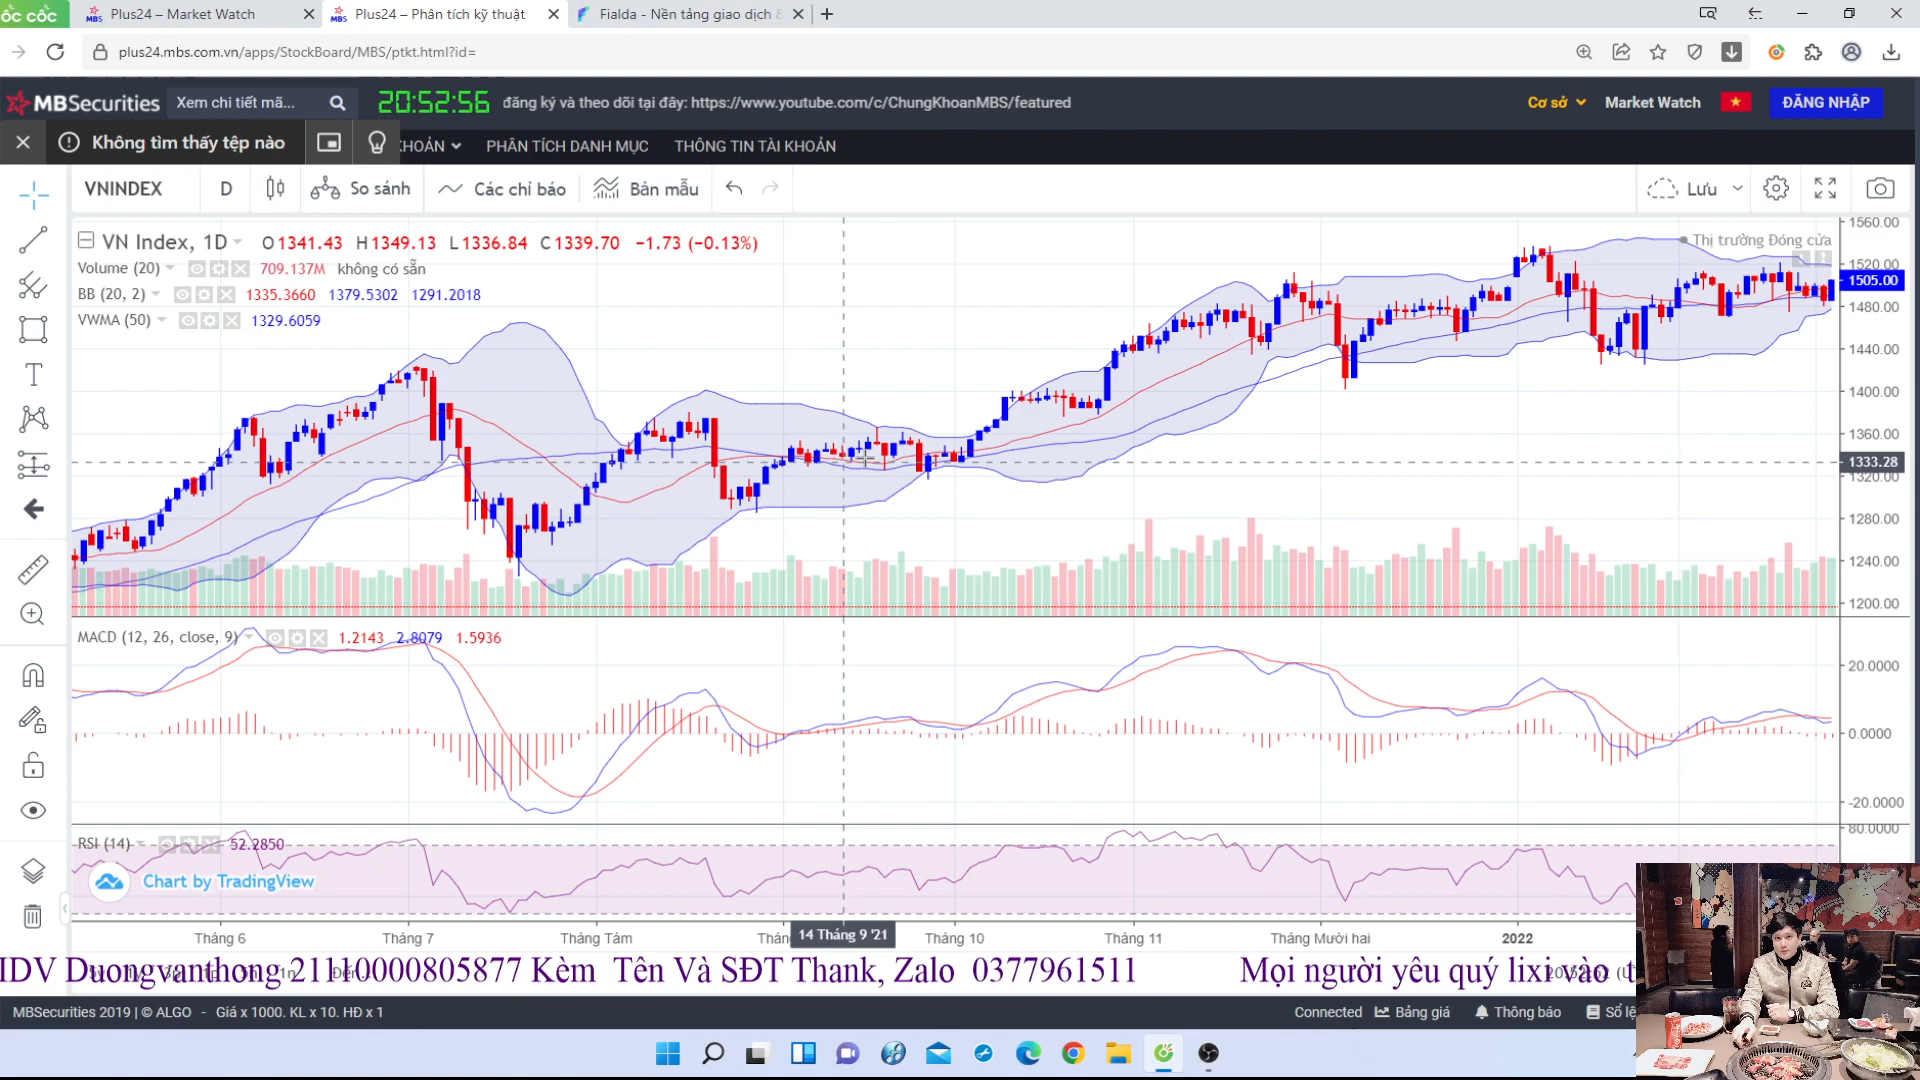 ốc cốc
Plus24 – Market Watch
Plus24 – Phân tích kỹ thuật
Fialda - Nền tảng giao dịch
plus24.mbs.com.vn/apps/StockBoard/MBS/ptkt.html?id=
MBSecurities
Xem chi tiết mã...
20:52:56
đăng ký và theo dõi tại đây: https://www.youtube.com/c/ChungKhoanMBS/featured
Cơ sở
Market Watch
ĐĂNG NHẬP
Không tìm thấy tệp nào
KHOẢN
PHÂN TÍCH DANH MỤC
THÔNG TIN TÀI KHOẢN
VNINDEX
D
So sánh
Các chỉ báo
Bản mẫu
Lưu
VN Index, 1D
O1341.43 H1349.13 L1336.84 C1339.70 −1.73 (−0.13%)
Thị trường Đóng cửa
Volume (20) 709.137M không có sẵn
BB (20, 2) 1335.3660 1379.5302 1291.2018
VWMA (50) 1329.6059
1560.00
1520.00
1505.00
1480.00
1440.00
1400.00
1360.00
1333.28
1320.00
1280.00
1240.00
1200.00
MACD (12, 26, close, 9) 1.2143 2.8079 1.5936
20.0000
0.0000
-20.0000
RSI (14) 52.2850
80.0000
Chart by TradingView
Tháng 6
Tháng 7
Tháng Tám
14 Tháng 9 '21
Tháng 10
Tháng 11
Tháng Mười hai
2022
IDV Duongvanthong 21110000805877 Kèm Tên Và SĐT Thank, Zalo 0377961511
Mọi người yêu quý lixi vào
MBSecurities 2019 | © ALGO - Giá x 1000. KL x 10. HĐ x 1
Connected
Bảng giá
Thông báo
Sổ lệ